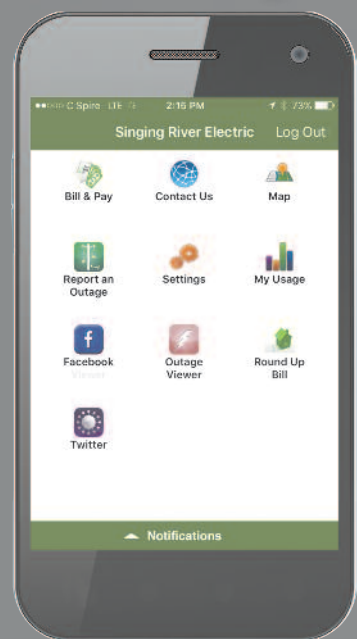 C Spire LTE 2:16 PM 73%
Singing River Electric Log Out
Bill & Pay Contact Us Map
Report an Outage Settings My Usage
Facebook Outage Viewer Round Up Bill
Twitter
Notifications